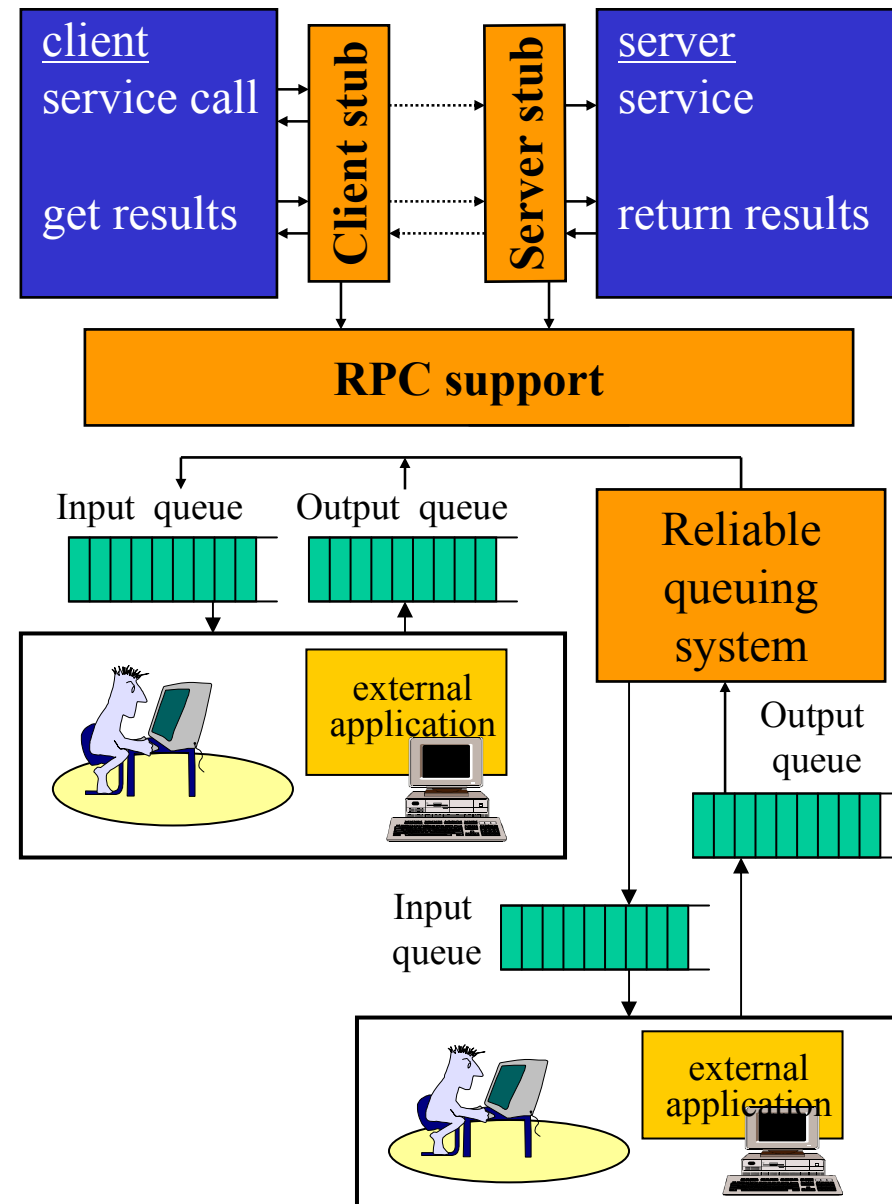 client
service call
get results
Client stub
Server stub
server
service
return results
RPC support
Input queue
Output queue
Reliable
queuing
system
external
application
Output
queue
Input
queue
external
application